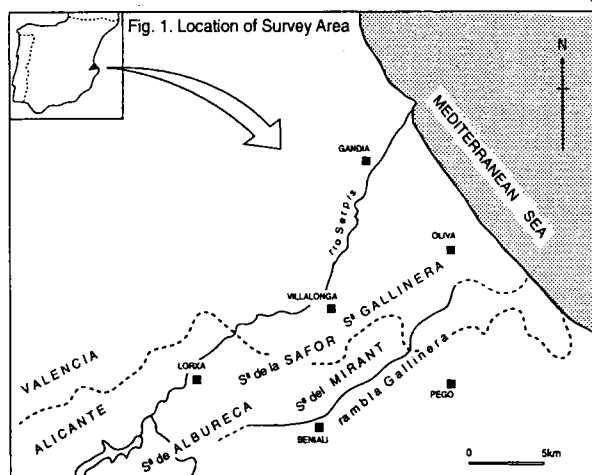 Fig. 1. Location of Survey Area
N
MEDITERRANEAN SEA
GANDIA
río Serpis
OLIVA
VILLALONGA
Sª GALLINERA
Sª de la SAFOR
VALENCIA
LORXA
Sª del MIRANT
rambla Gallinera
ALICANTE
PEGO
Sª de ALBURECA
BENIALI
0 5km